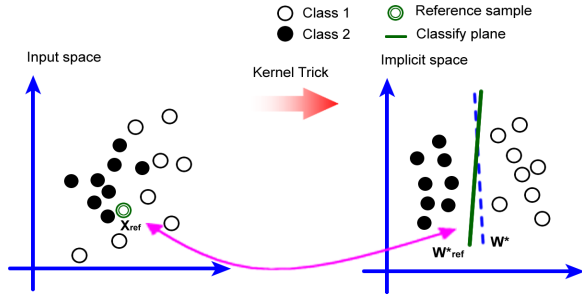 Class 1
Reference sample
Class 2
Classify plane
Input space
Kernel Trick
Implicit space
Xref
W*ref
W*